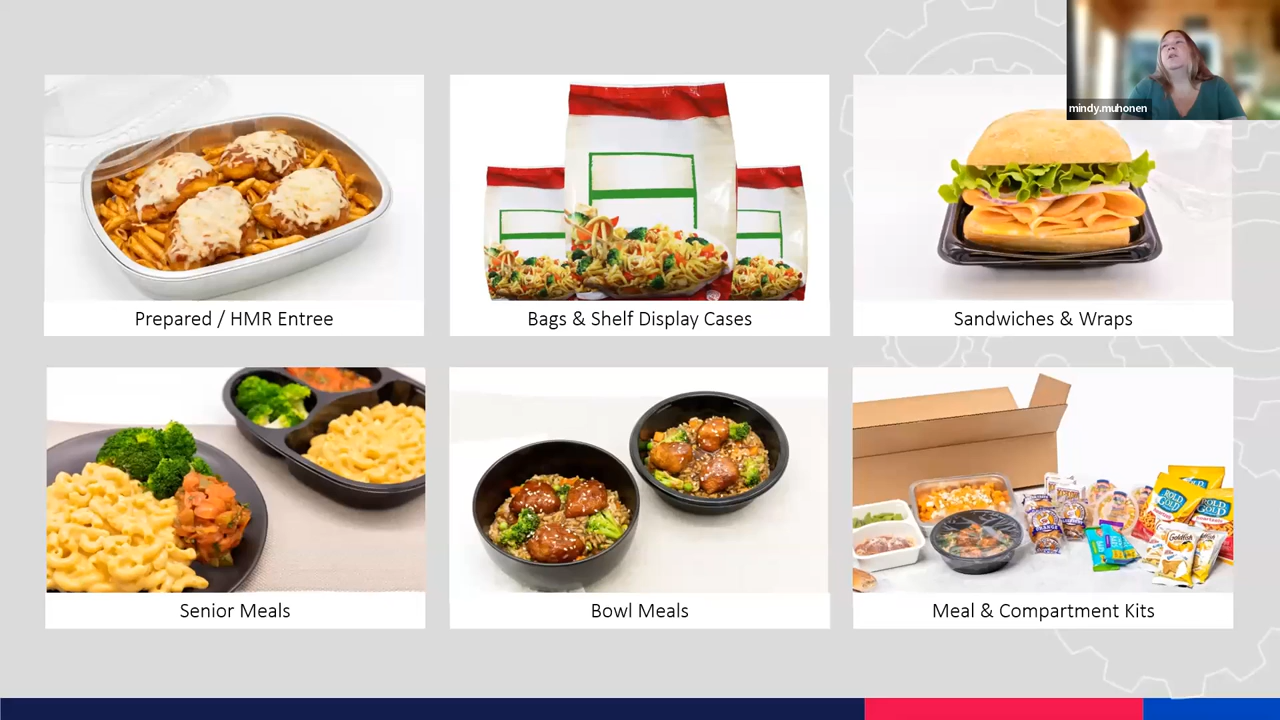 mindy.muhonen
Prepared / HMR Entree
Bags & Shelf Display Cases
Sandwiches & Wraps
Senior Meals
Bowl Meals
Meal & Compartment Kits
ROLD
GOLD
ROLD
GOLD
Goldfish